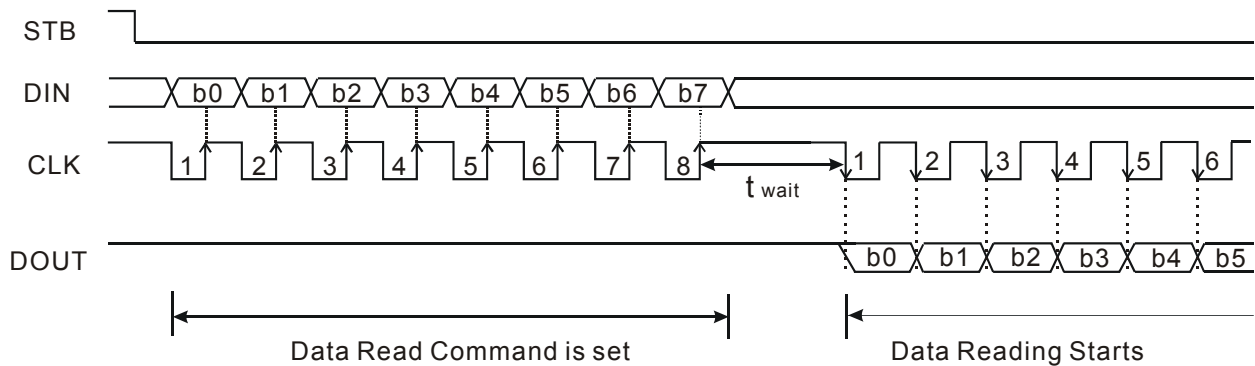 STB
DIN b0 b1 b2 b3 b4 b5 b6 b7
CLK 1 2 3 4 5 6 7 8 1 2 3 4 5 6
t wait
DOUT b0 b1 b2 b3 b4 b5
Data Read Command is set Data Reading Starts